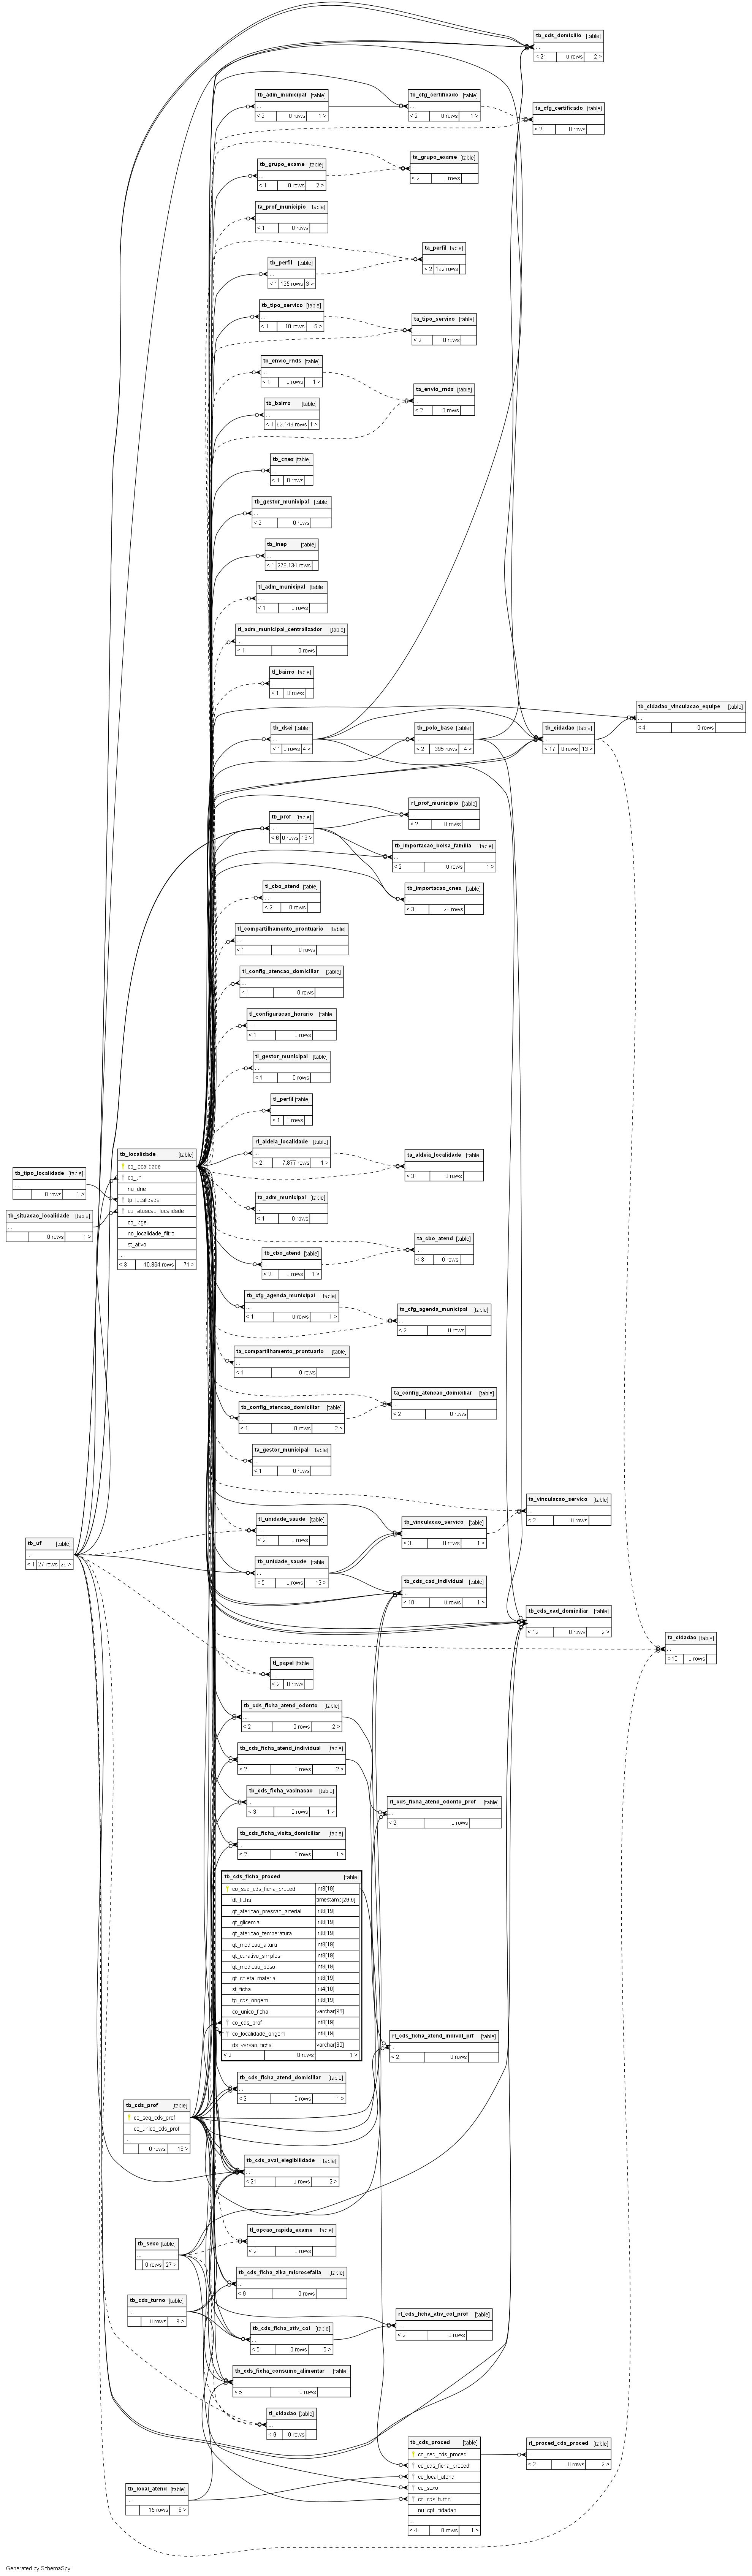 tb_cds_domicilio [table]
...
< 21 0 rows 2 >
tb_adm_municipal [table]
...
< 2 0 rows 1 >
tb_cfg_certificado [table]
...
< 2 0 rows 1 >
ta_cfg_certificado [table]
...
< 2 0 rows
tb_grupo_exame [table]
...
< 1 0 rows 2 >
ta_grupo_exame [table]
...
< 2 0 rows
ta_prof_municipio [table]
...
< 1 0 rows
ta_perfil [table]
...
< 2 192 rows
tb_perfil [table]
...
< 1 195 rows 3 >
tb_tipo_servico [table]
...
< 1 10 rows 5 >
ta_tipo_servico [table]
...
< 2 0 rows
tb_envio_rnds [table]
...
< 1 0 rows 1 >
ta_envio_rnds [table]
...
< 2 0 rows
tb_bairro [table]
...
< 1 1 >
tb_cnes [table]
...
< 1 0 rows
tb_gestor_municipal [table]
...
< 2 0 rows
tb_inep [table]
...
< 1 278.134 rows
tl_adm_municipal [table]
...
< 1 0 rows
tl_adm_municipal_centralizador [table]
...
< 1 0 rows
tl_bairro [table]
...
< 1 0 rows
tb_cidadao_vinculacao_equipe [table]
...
< 4 0 rows
tb_dsei [table]
...
< 1 0 rows 4 >
tb_polo_base [table]
...
< 2 395 rows 4 >
tb_cidadao [table]
...
< 17 0 rows 13 >
rl_prof_municipio [table]
...
< 2 0 rows
tb_prof [table]
...
< 6 0 rows 13 >
tb_importacao_bolsa_familia [table]
...
< 2 0 rows 1 >
tl_cbo_atend [table]
...
< 2 0 rows
tb_importacao_cnes [table]
...
< 3 28 rows
tl_compartilhamento_prontuario [table]
...
< 1 0 rows
tl_config_atencao_domiciliar [table]
...
< 1 0 rows
tl_configuracao_horario [table]
...
< 1 0 rows
tl_gestor_municipal [table]
...
< 1 0 rows
tl_perfil [table]
...
< 1 0 rows
rl_aldeia_localidade [table]
...
< 2 7.877 rows 1 >
ta_aldeia_localidade [table]
...
< 3 0 rows
tb_localidade [table]
co_localidade
co_uf
nu_dne
tp_localidade
co_situacao_localidade
co_ibge
no_localidade_filtro
st_ativo
...
< 3 10.864 rows 71 >
tb_tipo_localidade [table]
...
0 rows 1 >
tb_situacao_localidade [table]
...
0 rows 1 >
ta_adm_municipal [table]
...
< 1 0 rows
ta_cbo_atend [table]
...
< 3 0 rows
tb_cbo_atend [table]
...
< 2 0 rows 1 >
tb_cfg_agenda_municipal [table]
...
< 1 0 rows 1 >
ta_cfg_agenda_municipal [table]
...
< 2 0 rows
ta_compartilhamento_prontuario [table]
...
< 1 0 rows
ta_config_atencao_domiciliar [table]
...
< 2 0 rows
tb_config_atencao_domiciliar [table]
...
< 1 0 rows 2 >
ta_gestor_municipal [table]
...
< 1 0 rows
ta_vinculacao_servico [table]
...
< 2 0 rows
tl_unidade_saude [table]
...
< 2 0 rows
tb_vinculacao_servico [table]
...
< 3 0 rows 1 >
tb_uf [table]
...
< 1 27 rows 26 >
tb_unidade_saude [table]
...
< 5 0 rows 19 >
tb_cds_cad_individual [table]
...
< 10 0 rows 1 >
tb_cds_cad_domiciliar [table]
...
< 12 0 rows 2 >
ta_cidadao [table]
...
< 10 0 rows
tl_papel [table]
...
< 2 0 rows
tb_cds_ficha_atend_odonto [table]
...
< 2 0 rows 2 >
tb_cds_ficha_atend_individual [table]
...
< 2 0 rows 2 >
tb_cds_ficha_vacinacao [table]
...
< 3 0 rows 1 >
rl_cds_ficha_atend_odonto_prof [table]
...
< 2 0 rows
tb_cds_ficha_visita_domiciliar [table]
...
< 2 0 rows 1 >
tb_cds_ficha_proced [table]
co_seq_cds_ficha_proced int8[19]
dt_ficha timestamp[29,6]
qt_afericao_pressao_arterial int8[19]
qt_glicemia int8[19]
qt_afericao_temperatura int8[19]
qt_medicao_altura int8[19]
qt_curativo_simples int8[19]
qt_medicao_peso int8[19]
qt_coleta_material int8[19]
st_ficha int4[10]
tp_cds_origem int8[19]
co_unico_ficha varchar[96]
co_cds_prof int8[19]
co_localidade_origem int8[19]
ds_versao_ficha varchar[30]
< 2 0 rows 1 >
rl_cds_ficha_atend_individl_prf [table]
...
< 2 0 rows
tb_cds_ficha_atend_domiciliar [table]
...
< 3 0 rows 1 >
tb_cds_prof [table]
co_seq_cds_prof
co_unico_cds_prof
...
0 rows 18 >
tb_cds_aval_elegibilidade [table]
...
< 21 0 rows 2 >
tl_opcao_rapida_exame [table]
...
< 2 0 rows
tb_sexo [table]
...
0 rows 27 >
tb_cds_ficha_zika_microcefalia [table]
...
< 9 0 rows
tb_cds_turno [table]
...
0 rows 9 >
rl_cds_ficha_ativ_col_prof [table]
...
< 2 0 rows
tb_cds_ficha_ativ_col [table]
...
< 5 0 rows 5 >
tb_cds_ficha_consumo_alimentar [table]
...
< 5 0 rows
tl_cidadao [table]
...
< 9 0 rows
tb_cds_proced [table]
co_seq_cds_proced
co_cds_ficha_proced
co_local_atend
co_sexo
co_cds_turno
nu_cpf_cidadao
...
< 4 0 rows 1 >
rl_proced_cds_proced [table]
...
< 2 0 rows 2 >
tb_local_atend [table]
...
15 rows 8 >
Generated by SchemaSpy